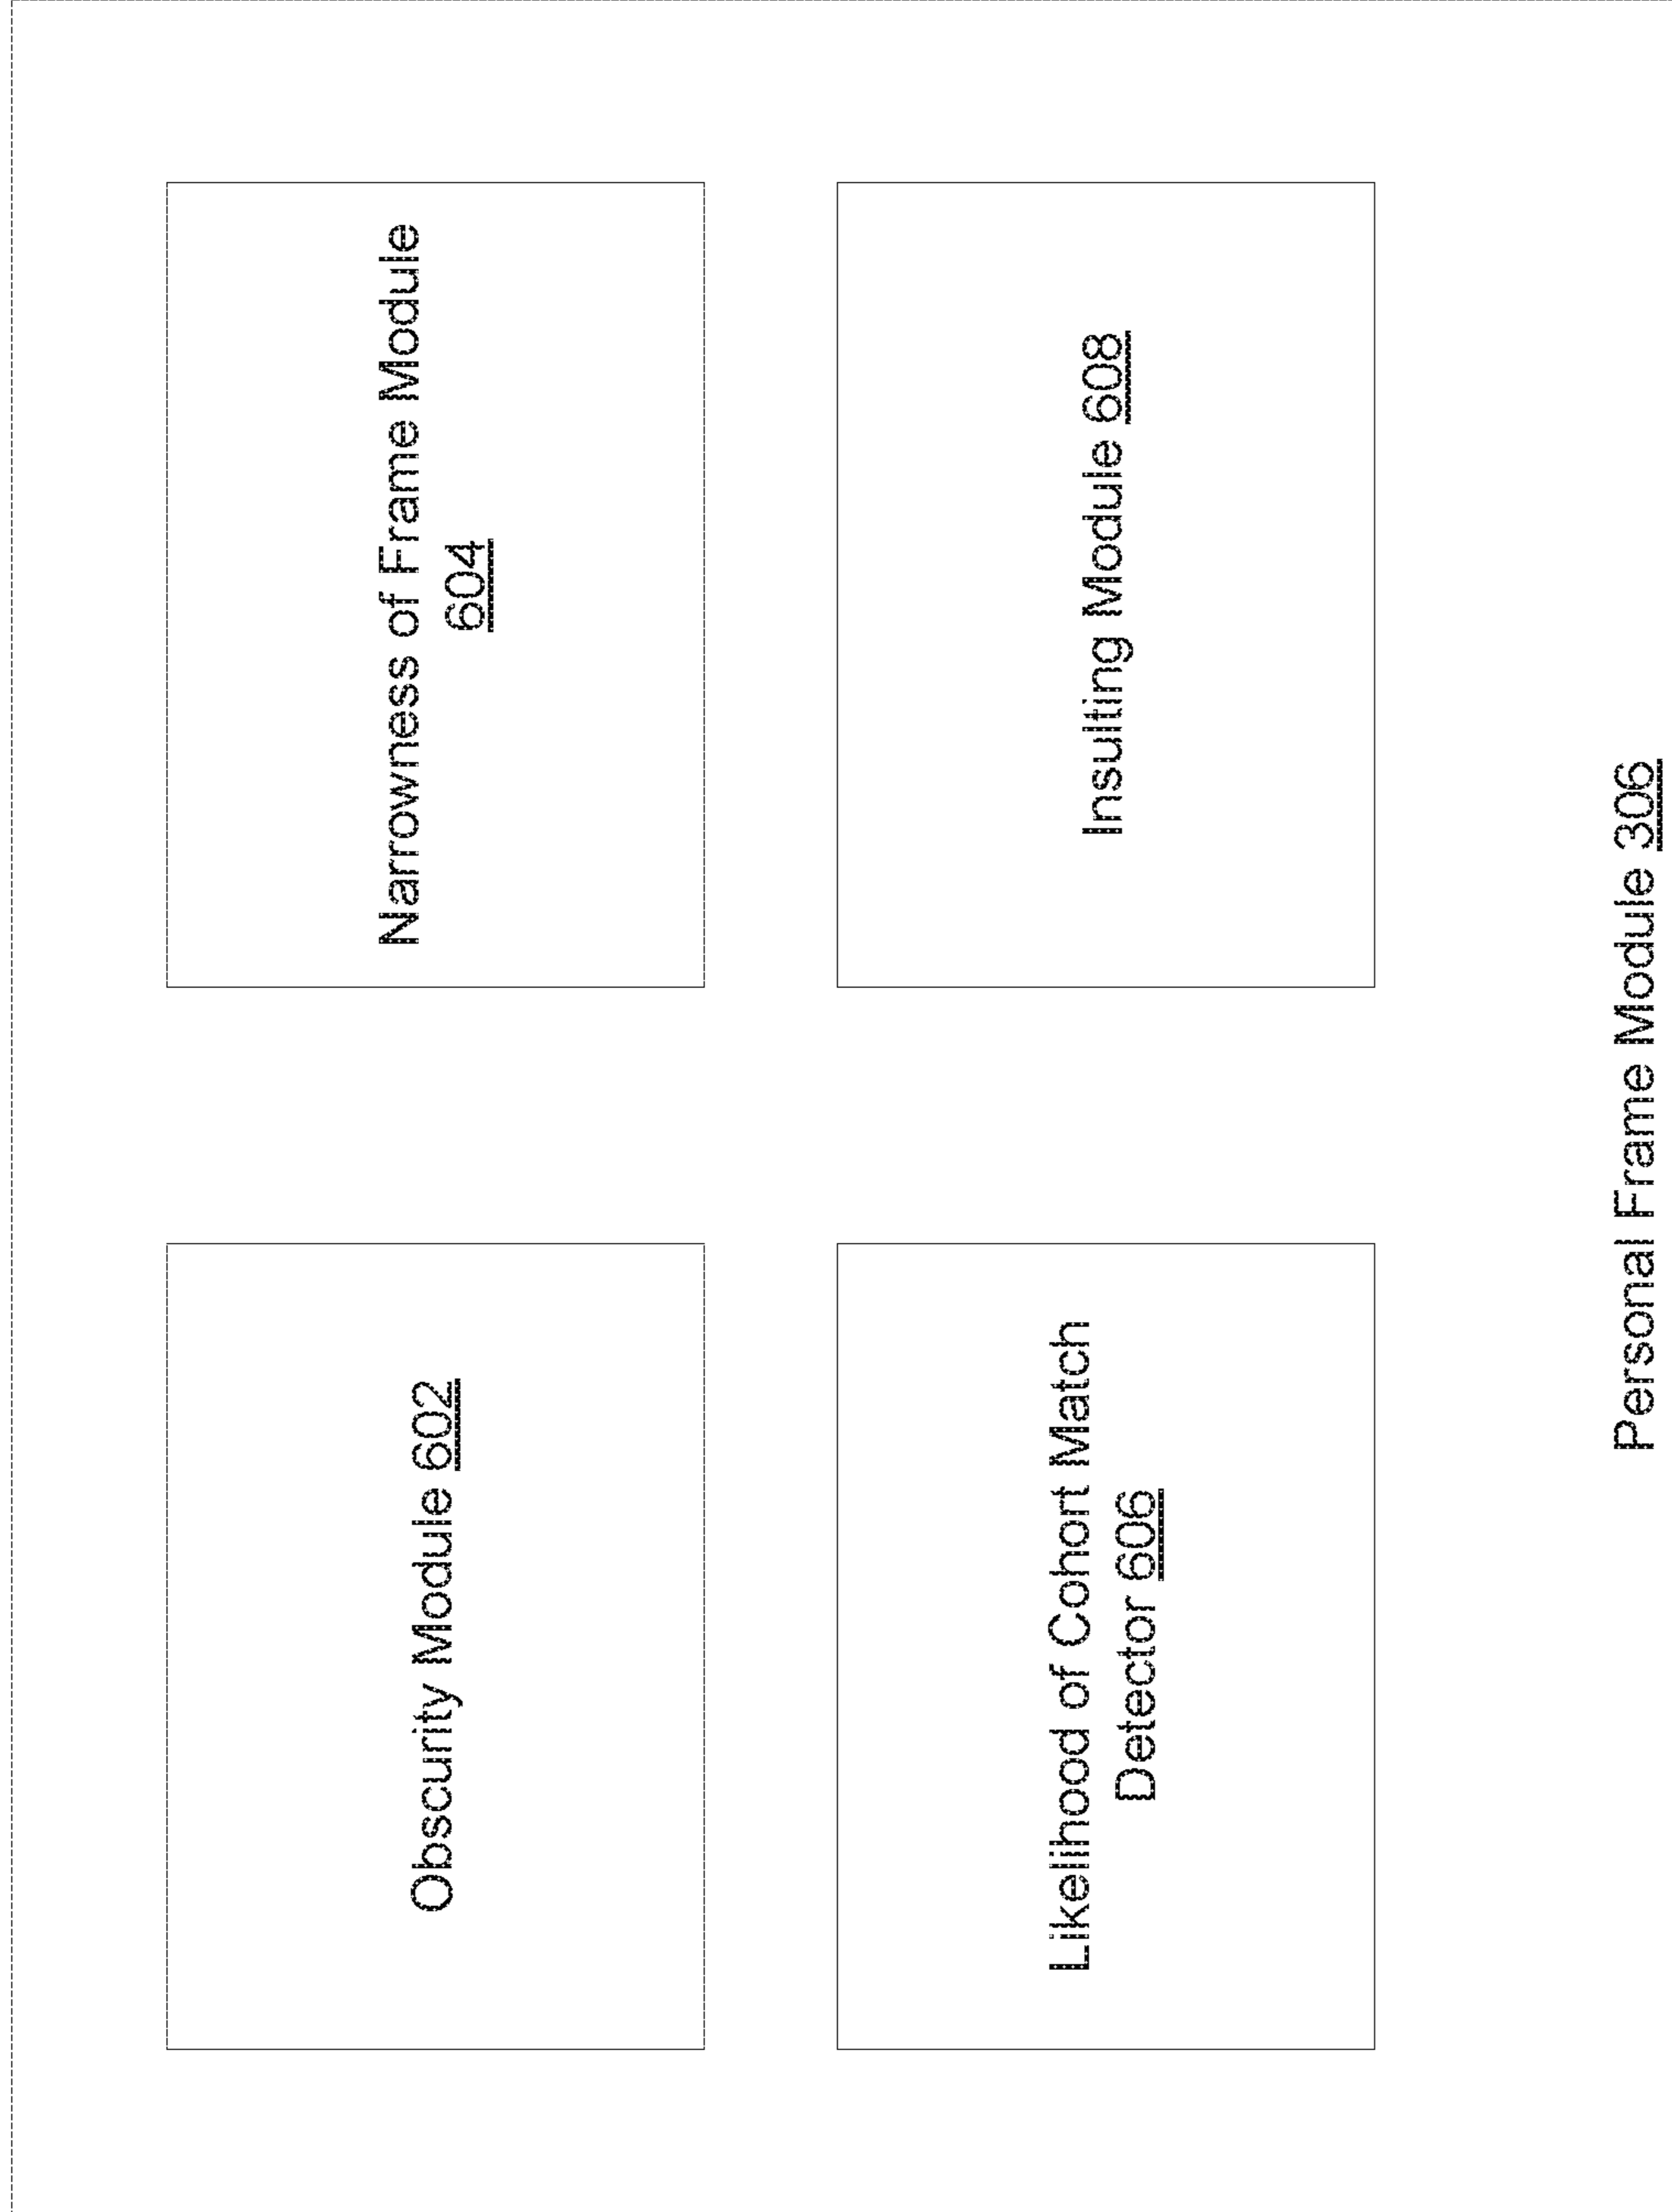 Obscurity Module 602
Narrowness of Frame Module
604
Likelihood of Cohort Match
Detector 606
Insulting Module 608
Personal Frame Module 306